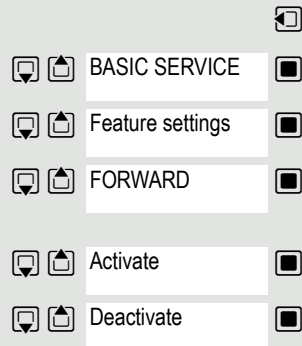 BASIC SERVICE
Feature settings
FORWARD
Activate
Deactivate